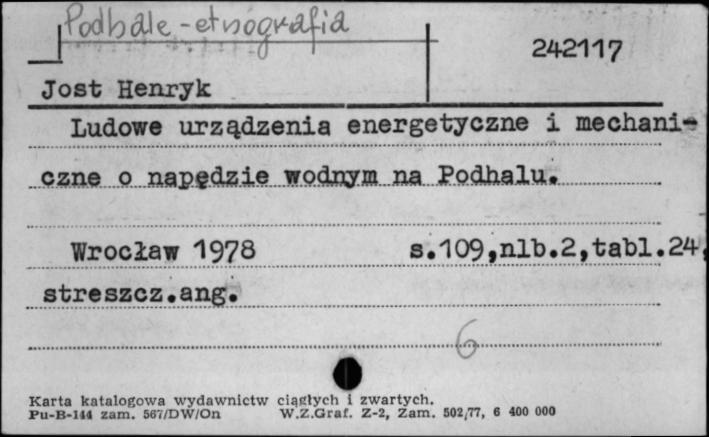 Podhale - etnografia
242117
Jost Henryk
Ludowe urządzenia energetyczne i mechani-
czne o napędzie wodnym na Podhalu.
Wrocław 1978 s.109,nlb.2,tabl.24,
streszcz.ang.
6
Karta katalogowa wydawnictw ciągłych i zwartych.
Pu-B-144 zam. 567/DW/On W.Z.Graf. Z-2, Zam. 502/77, 6 400 000